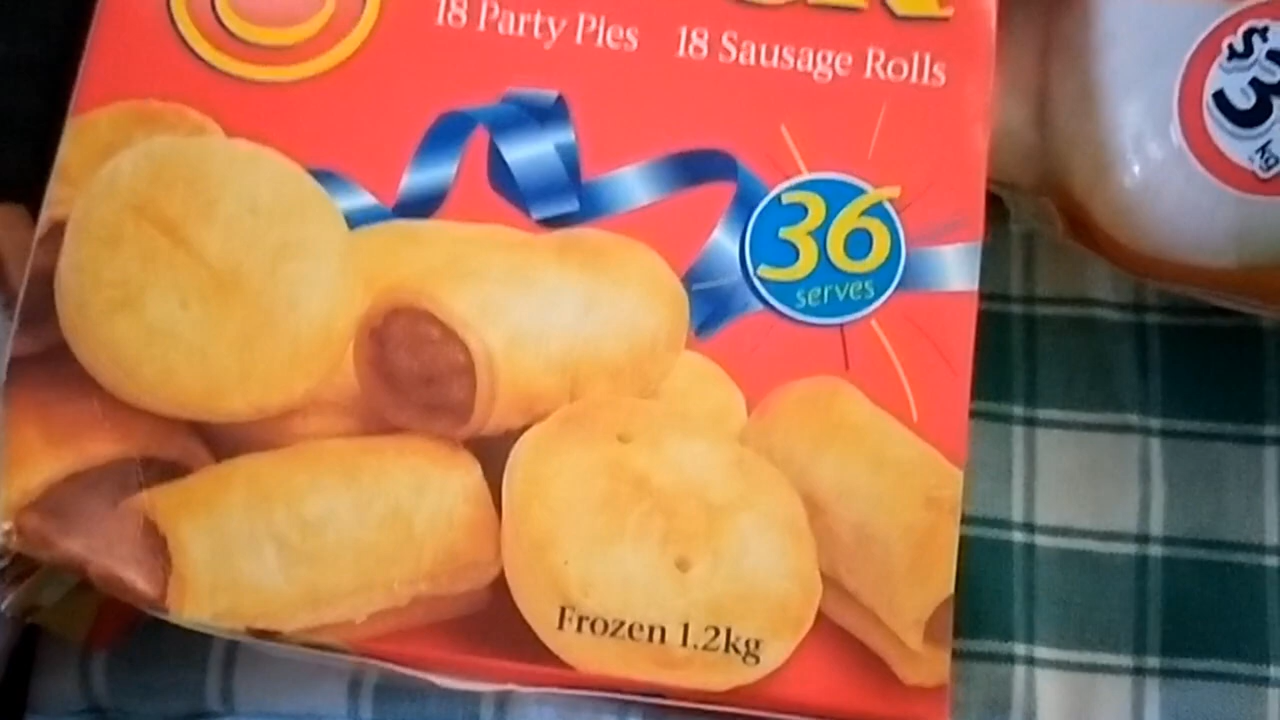 18 Party Pies 18 Sausage Rolls
36
serves
Frozen 1.2kg
$3
kg